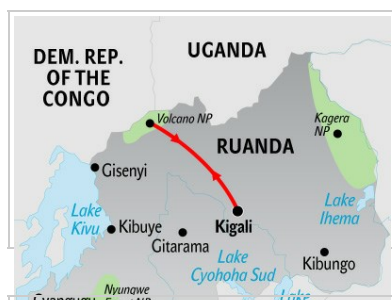 DEM. REP.
OF THE
CONGO
UGANDA
Volcano NP
RUANDA
Kagera
NP
Gisenyi
Lake
Kivu
Kibuye
Gitarama
Kigali
Lake
Ihema
Lake
Cyohoha Sud
Kibungo
Nyungwe